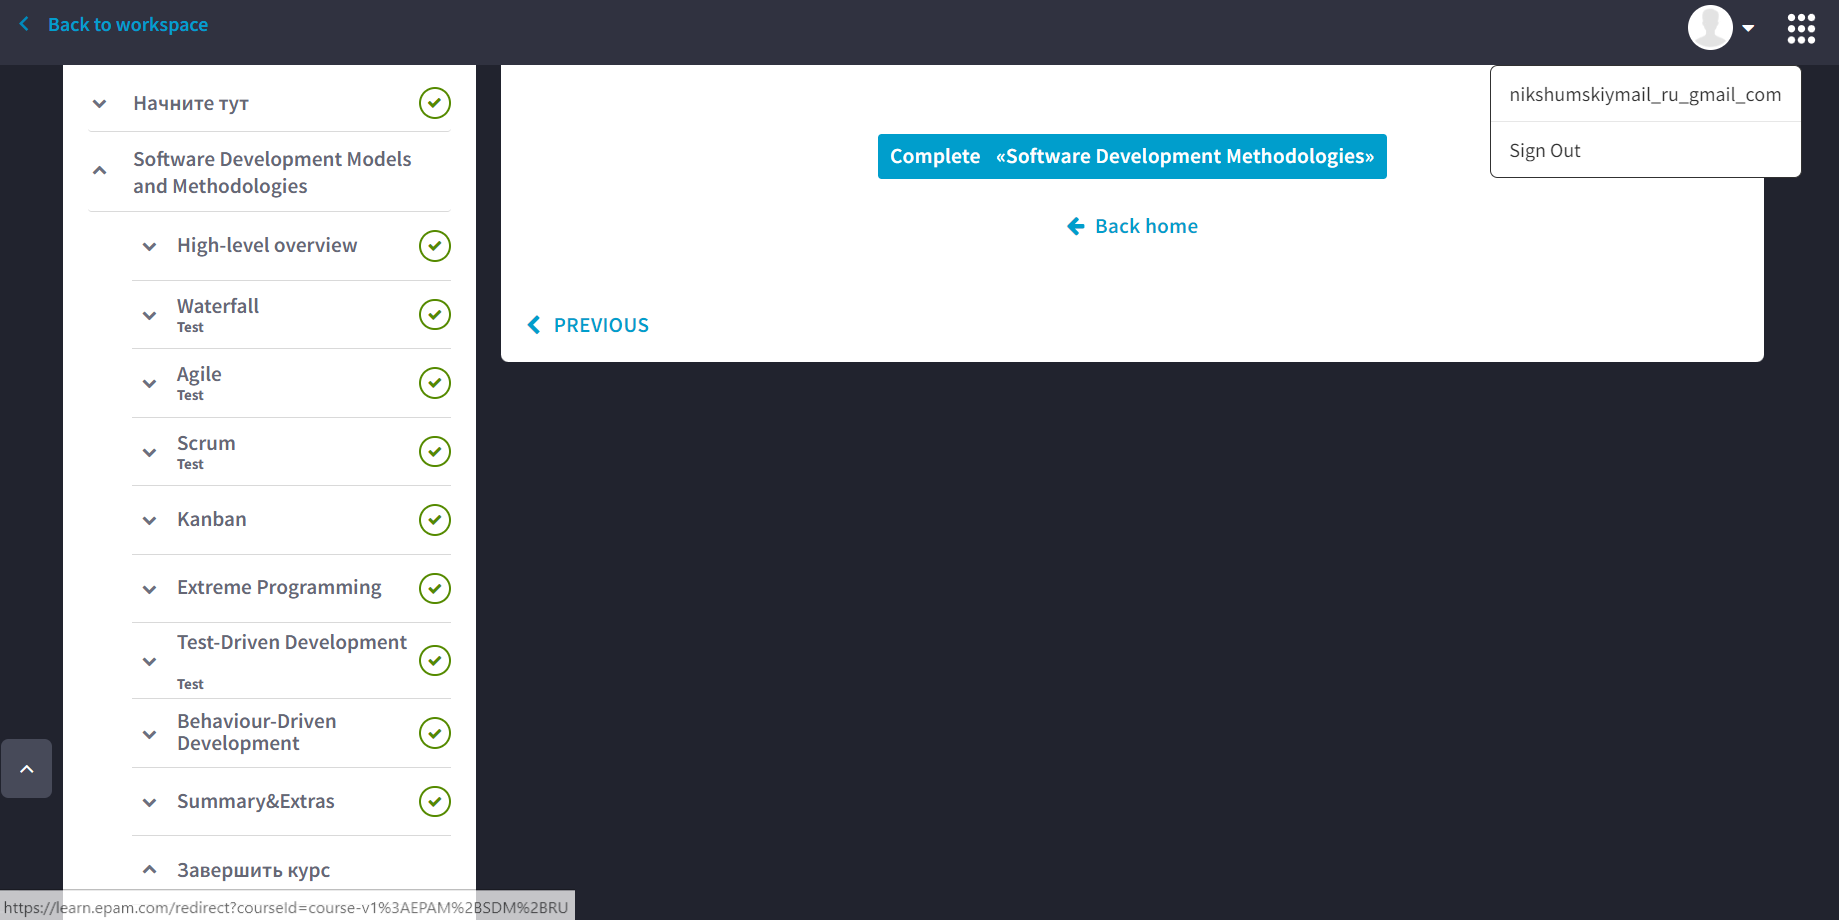 Back to workspace
nikshumskiymail_ru_gmail_com
Sign Out
Начните тут
Software Development Models
and Methodologies
High-level overview
Waterfall
Test
Agile
Test
Scrum
Test
Kanban
Extreme Programming
Test-Driven Development
Test
Behaviour-Driven
Development
Summary&Extras
Завершить курс
Complete «Software Development Methodologies»
Back home
PREVIOUS
https://learn.epam.com/redirect?courseId=course-v1%3AEPAM%2BSDM%2BRU